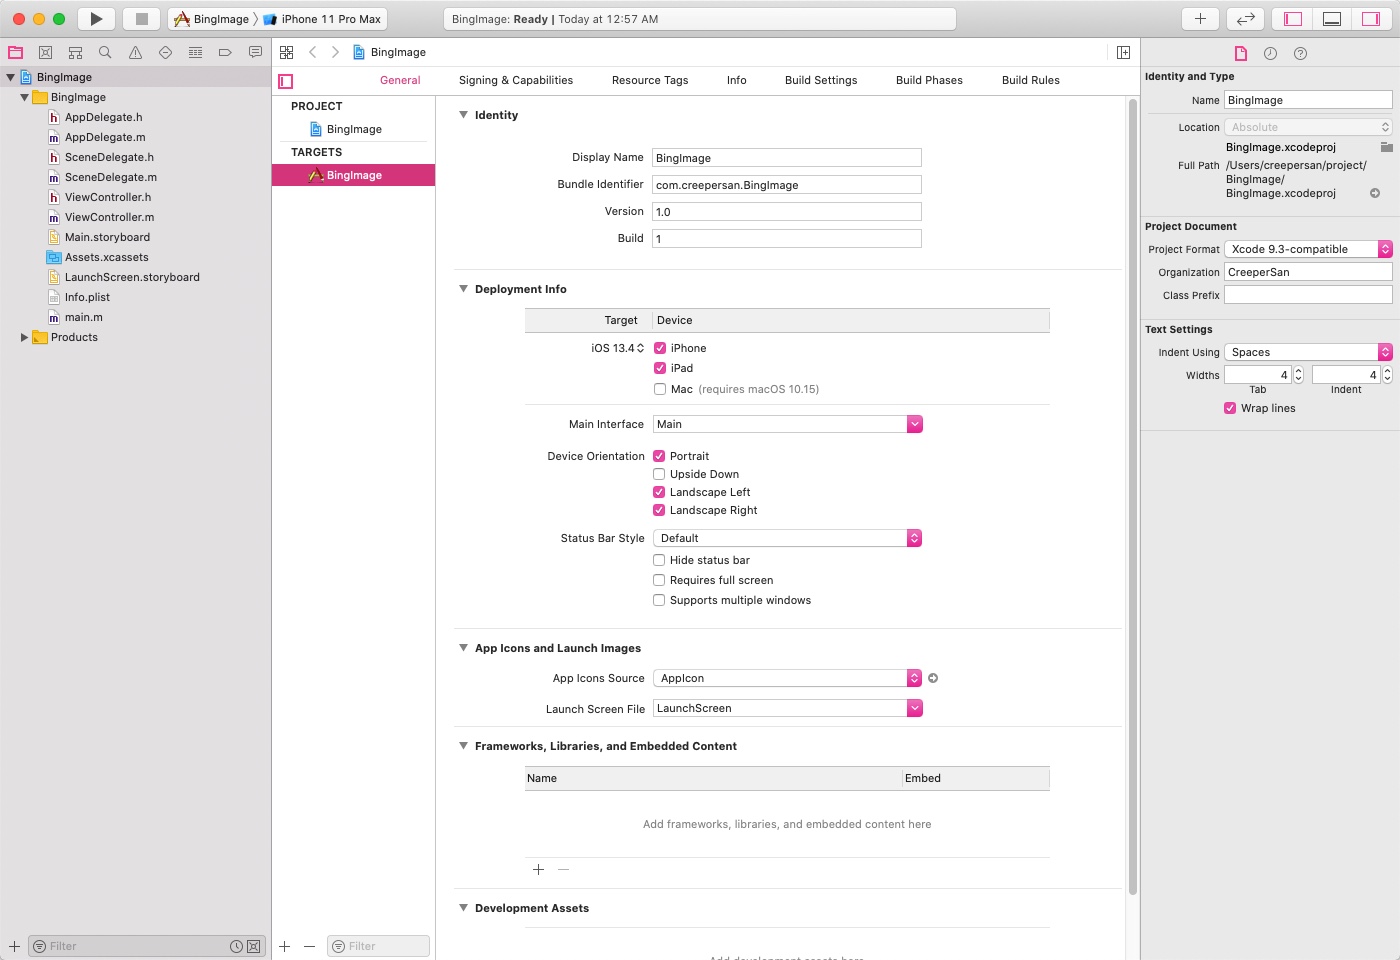 BingImage
iPhone 11 Pro Max
BingImage: Ready | Today at 12:57 AM
BingImage
BingImage
AppDelegate.h
AppDelegate.m
SceneDelegate.h
SceneDelegate.m
ViewController.h
ViewController.m
Main.storyboard
Assets.xcassets
LaunchScreen.storyboard
Info.plist
main.m
Products
Filter
BingImage
General
Signing & Capabilities
Resource Tags
Info
Build Settings
Build Phases
Build Rules
PROJECT
BingImage
TARGETS
BingImage
Filter
Identity
Display Name BingImage
Bundle Identifier com.creepersan.BingImage
Version 1.0
Build 1
Deployment Info
Target Device
iOS 13.4 iPhone
iPad
Mac (requires macOS 10.15)
Main Interface Main
Device Orientation Portrait
Upside Down
Landscape Left
Landscape Right
Status Bar Style Default
Hide status bar
Requires full screen
Supports multiple windows
App Icons and Launch Images
App Icons Source AppIcon
Launch Screen File LaunchScreen
Frameworks, Libraries, and Embedded Content
Name Embed
Add frameworks, libraries, and embedded content here
Development Assets
Add development assets here
Identity and Type
Name BingImage
Location Absolute
BingImage.xcodeproj
Full Path /Users/creepersan/project/
BingImage/
BingImage.xcodeproj
Project Document
Project Format Xcode 9.3-compatible
Organization CreeperSan
Class Prefix
Text Settings
Indent Using Spaces
Widths 4 4
Tab Indent
Wrap lines